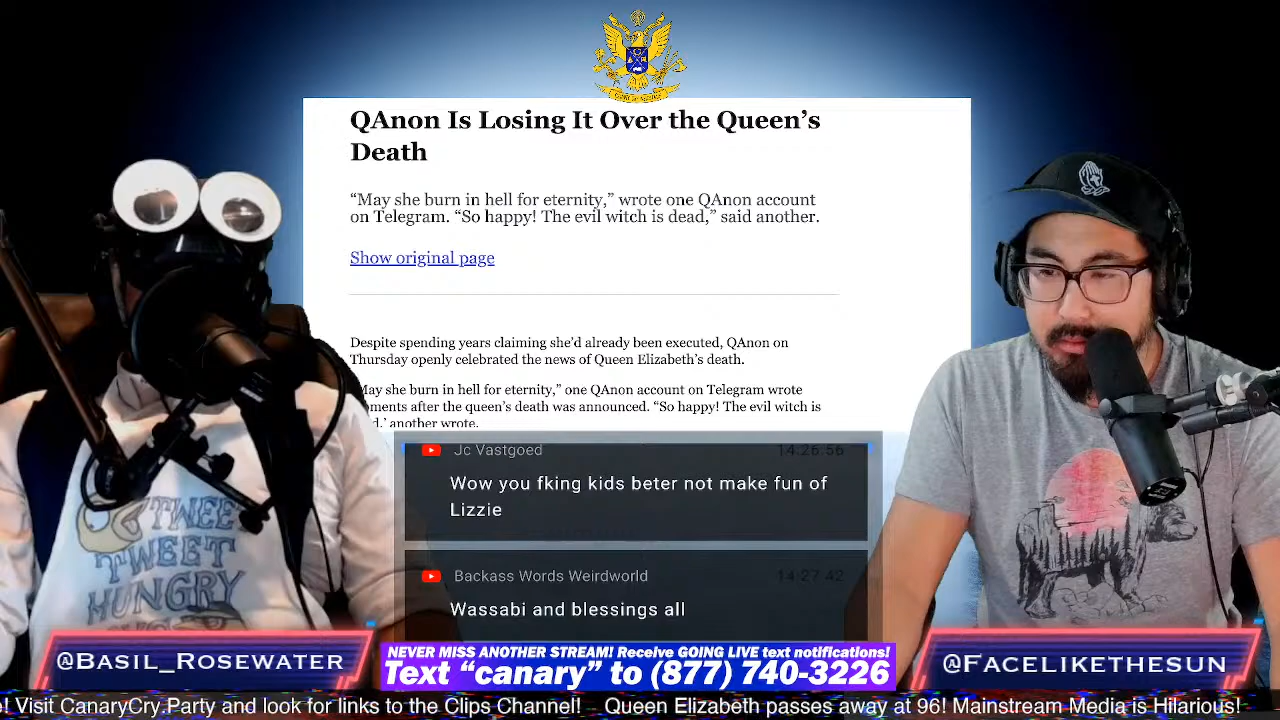 QAnon Is Losing It Over the Queen's
Death
“May she burn in hell for eternity,” wrote one QAnon account
on Telegram. “So happy! The evil witch is dead,” said another.
Show original page
Despite spending years claiming she’d already been executed, QAnon on
Thursday openly celebrated the news of Queen Elizabeth’s death.
May she burn in hell for eternity,” one QAnon account on Telegram wrote
after the queen’s death was announced. “So happy! The evil witch is
another wrote.
Jc Vastgoed 14:26:56
Wow you fking kids beter not make fun of
Lizzie
Backass Words Weirdworld 14:27:42
Wassabi and blessings all
TWEET
TWEET
HUNGRY
@BASIL_ROSEWATER
@FACELIKETHESUN
NEVER MISS ANOTHER STREAM! Receive GOING LIVE text notifications!
Text “canary” to (877) 740-3226
! Visit CanaryCry.Party and look for links to the Clips Channel! Queen Elizabeth passes away at 96! Mainstream Media is Hilarious!